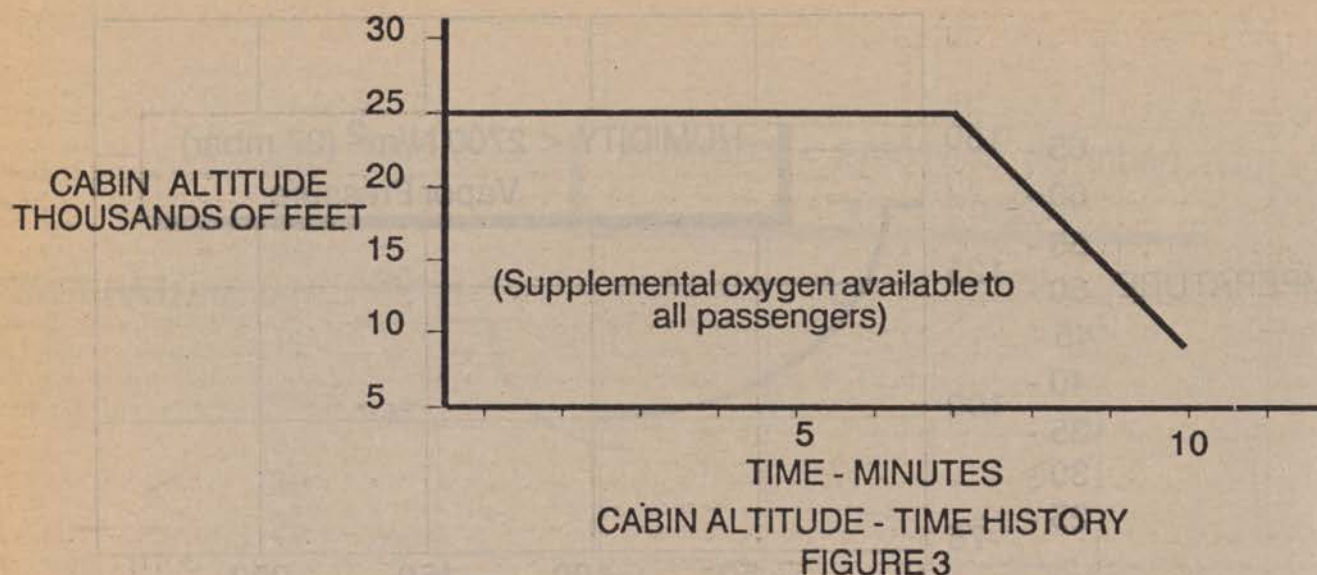 30
25
20
15
10
5
CABIN ALTITUDE
THOUSANDS OF FEET
(Supplemental oxygen available to
all passengers)
5
10
TIME - MINUTES
CABIN ALTITUDE - TIME HISTORY
FIGURE 3